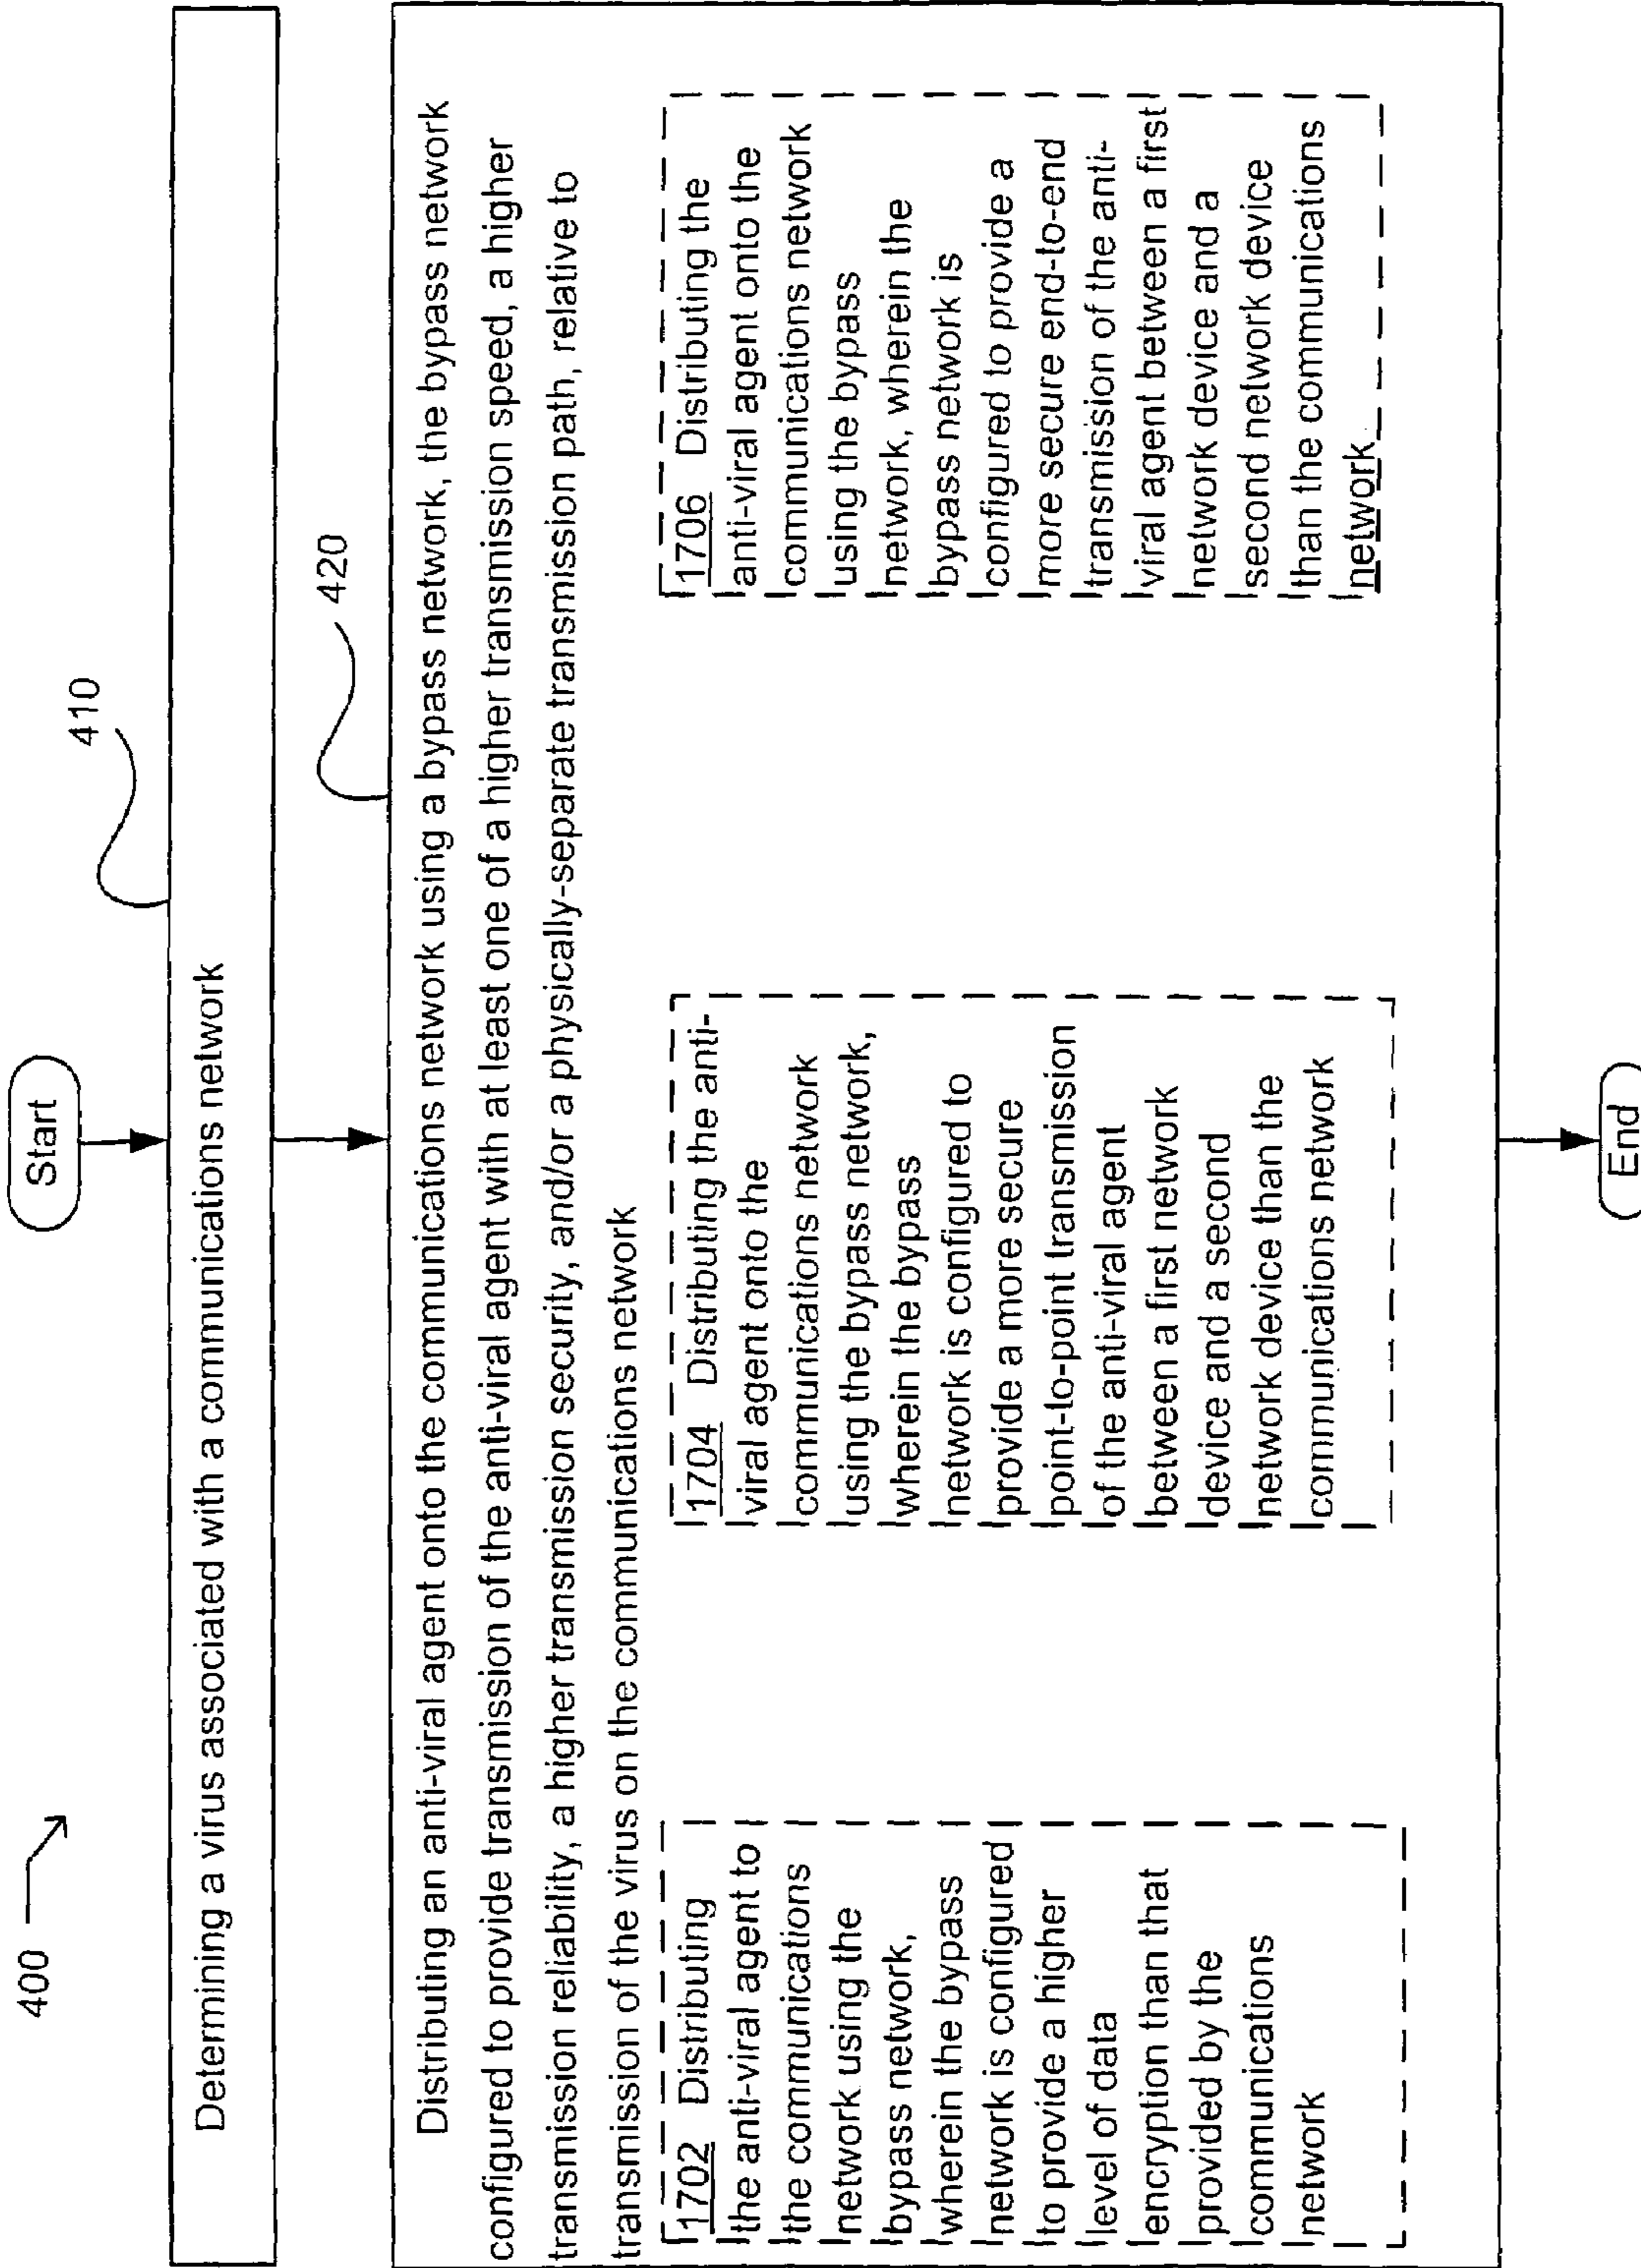 400
Start
410
Determining a virus associated with a communications network
420
Distributing an anti-viral agent onto the communications network using a bypass network, the bypass network
configured to provide transmission of the anti-viral agent with at least one of a higher transmission speed, a higher
transmission reliability, a higher transmission security, and/or a physically-separate transmission path, relative to
transmission of the virus on the communications network
1702 Distributing
the anti-viral agent to
the communications
network using the
bypass network,
wherein the bypass
network is configured
to provide a higher
level of data
encryption than that
provided by the
communications
network
1704 Distributing the anti-
viral agent onto the
communications network
using the bypass network,
wherein the bypass
network is configured to
provide a more secure
point-to-point transmission
of the anti-viral agent
between a first network
device and a second
network device than the
communications network
1706 Distributing the
anti-viral agent onto the
communications network
using the bypass
network, wherein the
bypass network is
configured to provide a
more secure end-to-end
transmission of the anti-
viral agent between a first
network device and a
second network device
than the communications
network
End